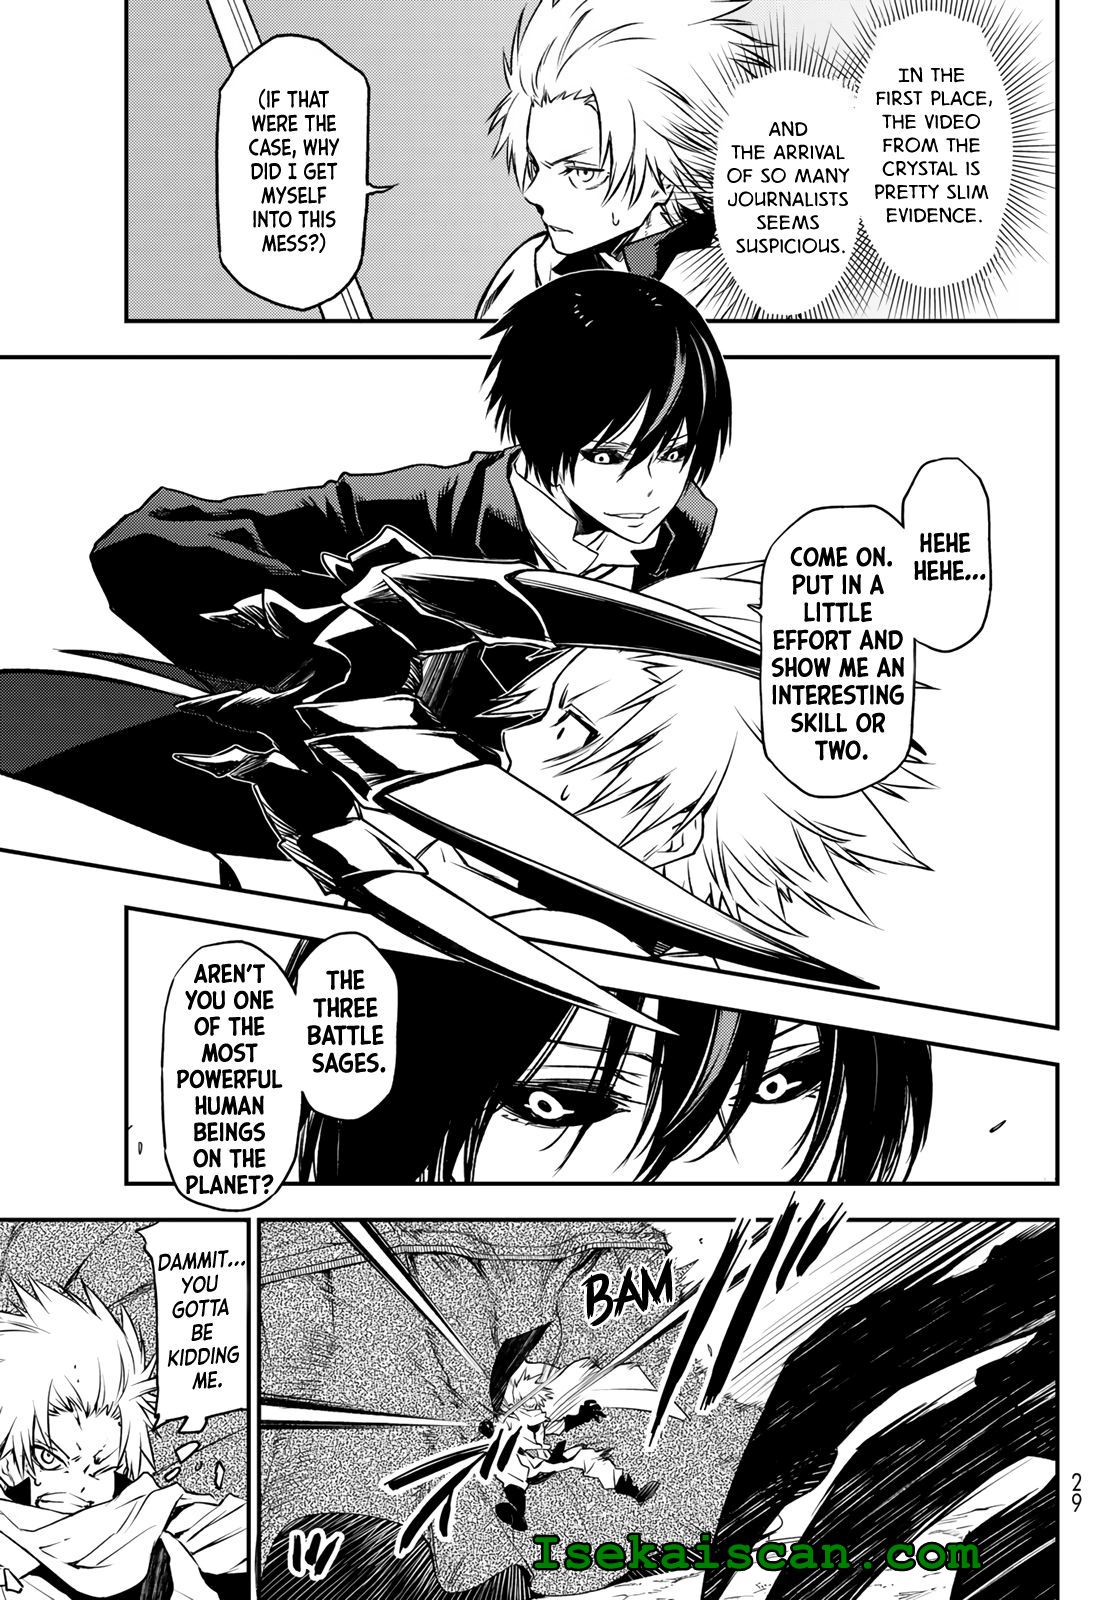 IN THE
FIRST PLACE,
THE VIDEO
FROM THE
CRYSTAL IS
PRETTY SLIM
EVIDENCE.
AND
THE ARRIVAL
OF SO MANY
JOURNALISTS
SEEMS
SUSPICIOUS.
(IF THAT
WERE THE
CASE, WHY
DID I GET
MYSELF
INTO THIS
MESS?)
HEHE
HEHE...
COME ON.
PUT IN A
LITTLE
EFFORT AND
SHOW ME AN
INTERESTING
SKILL OR
TWO.
THE
THREE
BATTLE
SAGES.
AREN'T
YOU ONE
OF THE
MOST
POWERFUL
HUMAN
BEINGS
ON THE
PLANET?
BAM
DAMMIT...
YOU
GOTTA
BE
KIDDING
ME.
29
Isekaiscan.com